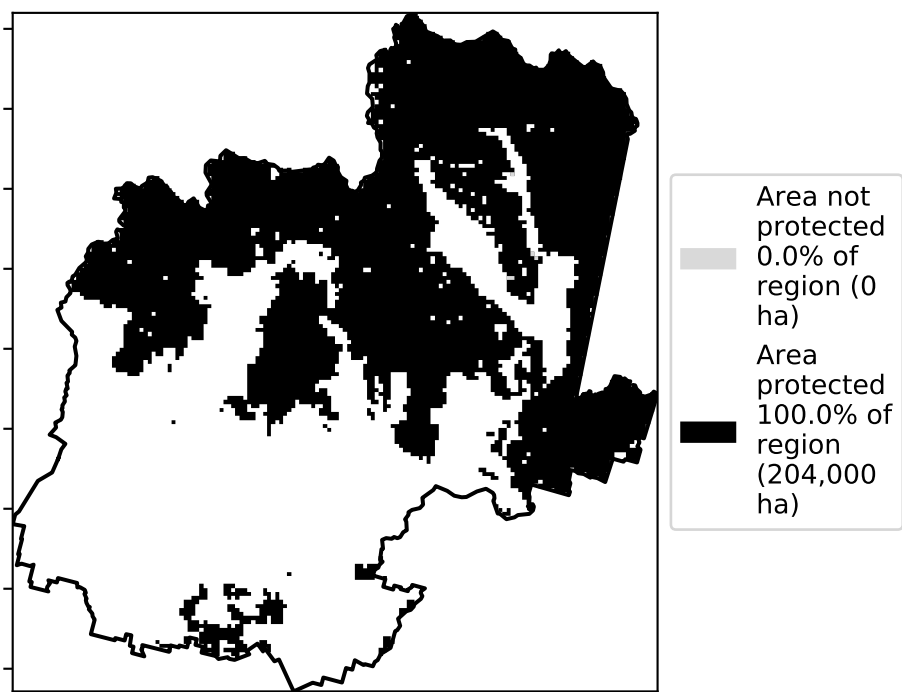 Area not
protected
0.0% of
region (0
ha)
Area
protected
100.0% of
region
(204,000
ha)